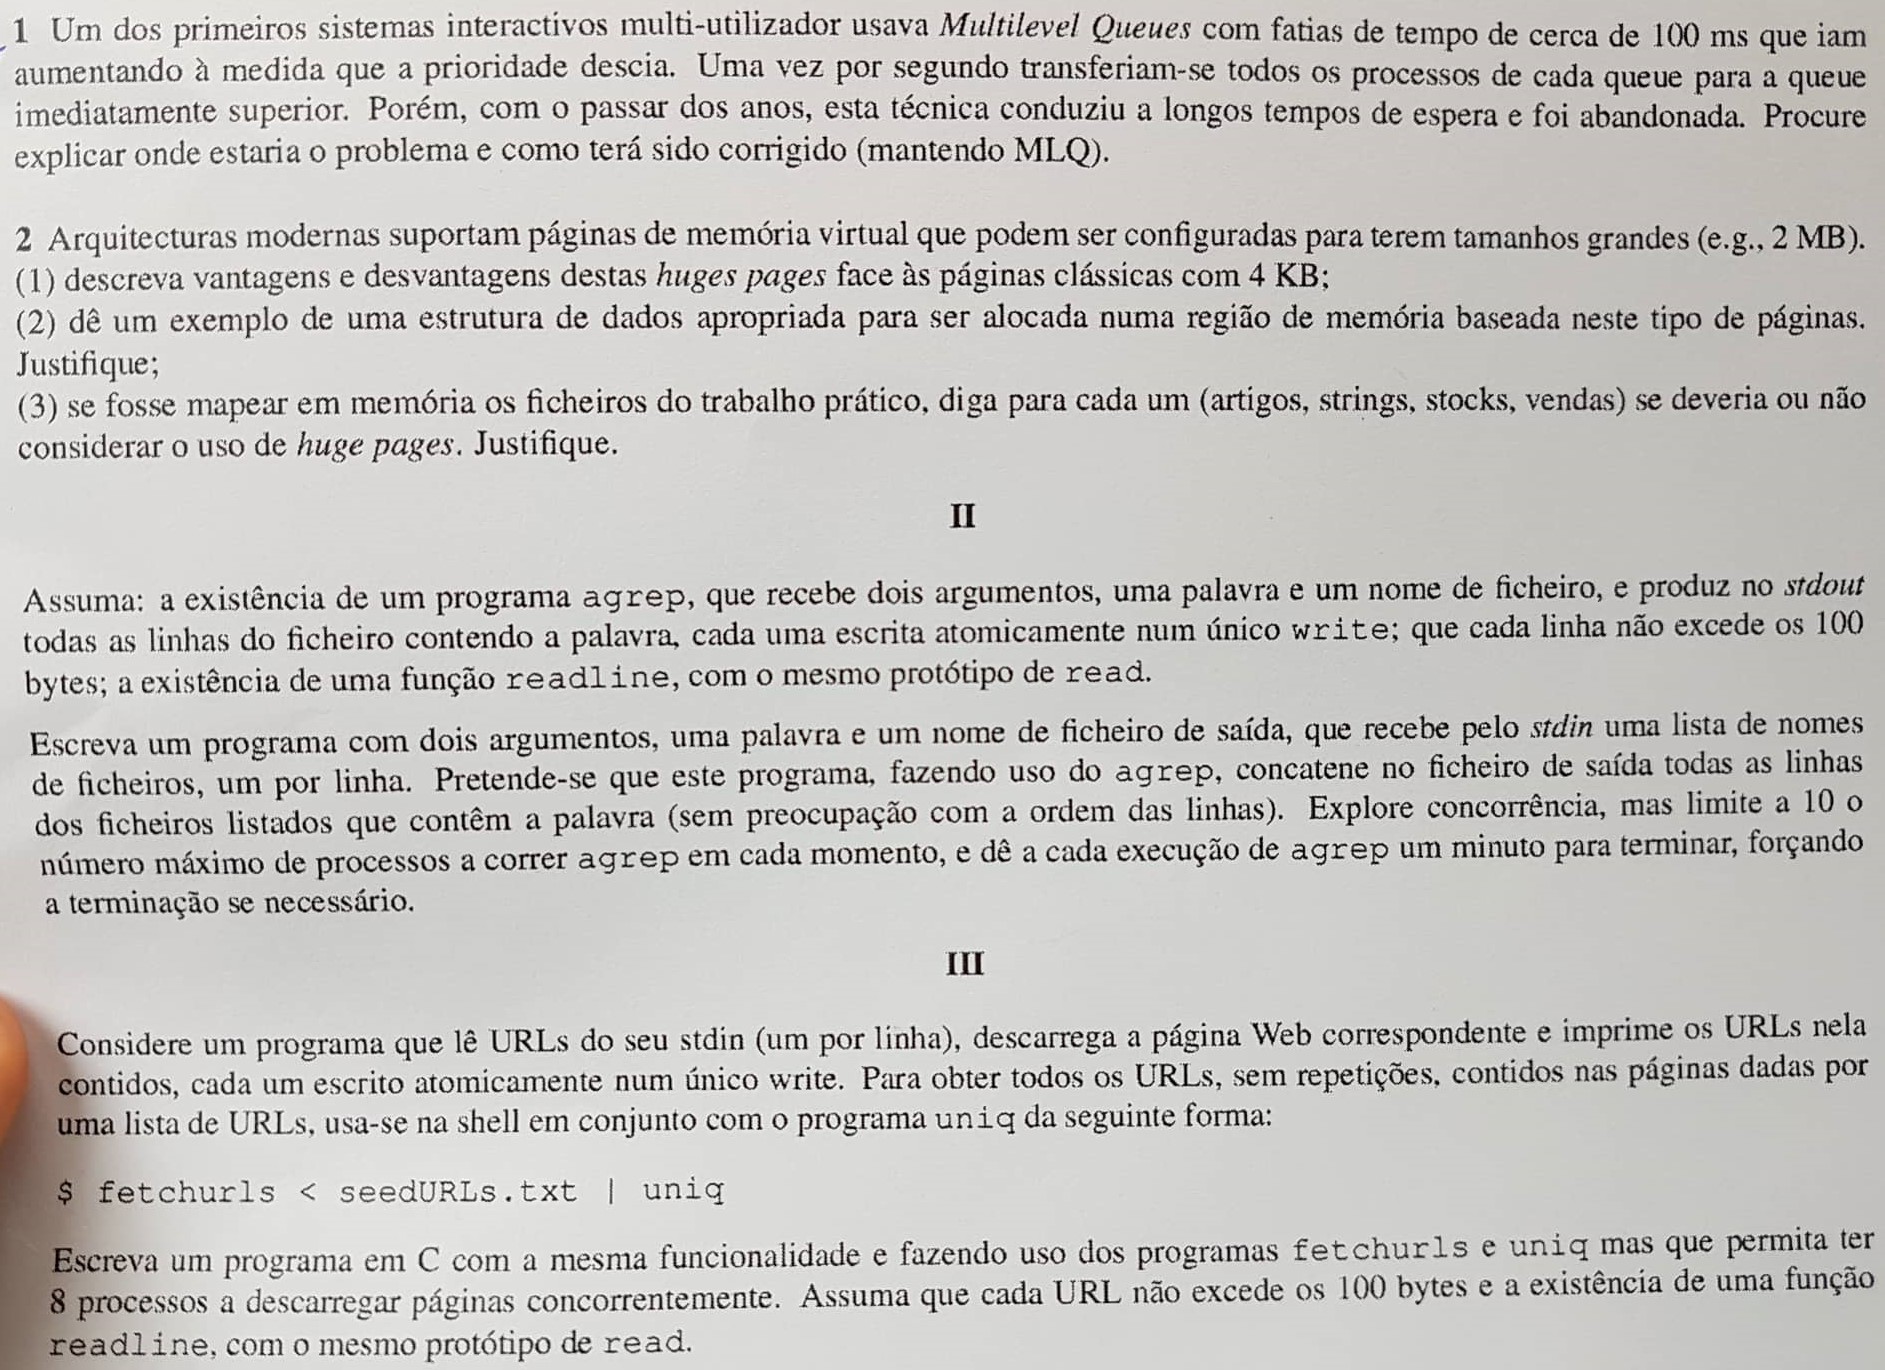 1 Um dos primeiros sistemas interactivos multi-utilizador usava Multilevel Queues com fatias de tempo de cerca de 100 ms que iam
aumentando à medida que a prioridade descia. Uma vez por segundo transferiam-se todos os processos de cada queue para a queue
imediatamente superior. Porém, com o passar dos anos, esta técnica conduziu a longos tempos de espera e foi abandonada. Procure
explicar onde estaria o problema e como terá sido corrigido (mantendo MLQ).
2 Arquitecturas modernas suportam páginas de memória virtual que podem ser configuradas para terem tamanhos grandes (e.g., 2 MB).
(1) descreva vantagens e desvantagens destas huges pages face às páginas clássicas com 4 KB;
(2) dê um exemplo de uma estrutura de dados apropriada para ser alocada numa região de memória baseada neste tipo de páginas.
Justifique;
(3) se fosse mapear em memória os ficheiros do trabalho prático, diga para cada um (artigos, strings, stocks, vendas) se deveria ou não
considerar o uso de huge pages. Justifique.
II
Assuma: a existência de um programa agrep, que recebe dois argumentos, uma palavra e um nome de ficheiro, e produz no stdout
todas as linhas do ficheiro contendo a palavra, cada uma escrita atomicamente num único write; que cada linha não excede os 100
bytes; a existência de uma função readline, com o mesmo protótipo de read.
Escreva um programa com dois argumentos, uma palavra e um nome de ficheiro de saída, que recebe pelo stdin uma lista de nomes
de ficheiros, um por linha. Pretende-se que este programa, fazendo uso do agrep, concatene no ficheiro de saída todas as linhas
dos ficheiros listados que contêm a palavra (sem preocupação com a ordem das linhas). Explore concorrência, mas limite a 10 o
número máximo de processos a correr agrep em cada momento, e dê a cada execução de agrep um minuto para terminar, forçando
a terminação se necessário.
III
Considere um programa que lê URLs do seu stdin (um por linha), descarrega a página Web correspondente e imprime os URLs nela
contidos, cada um escrito atomicamente num único write. Para obter todos os URLs, sem repetições, contidos nas páginas dadas por
uma lista de URLs, usa-se na shell em conjunto com o programa uniq da seguinte forma:
$ fetchurls < seedURLs.txt | uniq
Escreva um programa em C com a mesma funcionalidade e fazendo uso dos programas fetchurls e uniq mas que permita ter
8 processos a descarregar páginas concorrentemente. Assuma que cada URL não excede os 100 bytes e a existência de uma função
readline, com o mesmo protótipo de read.